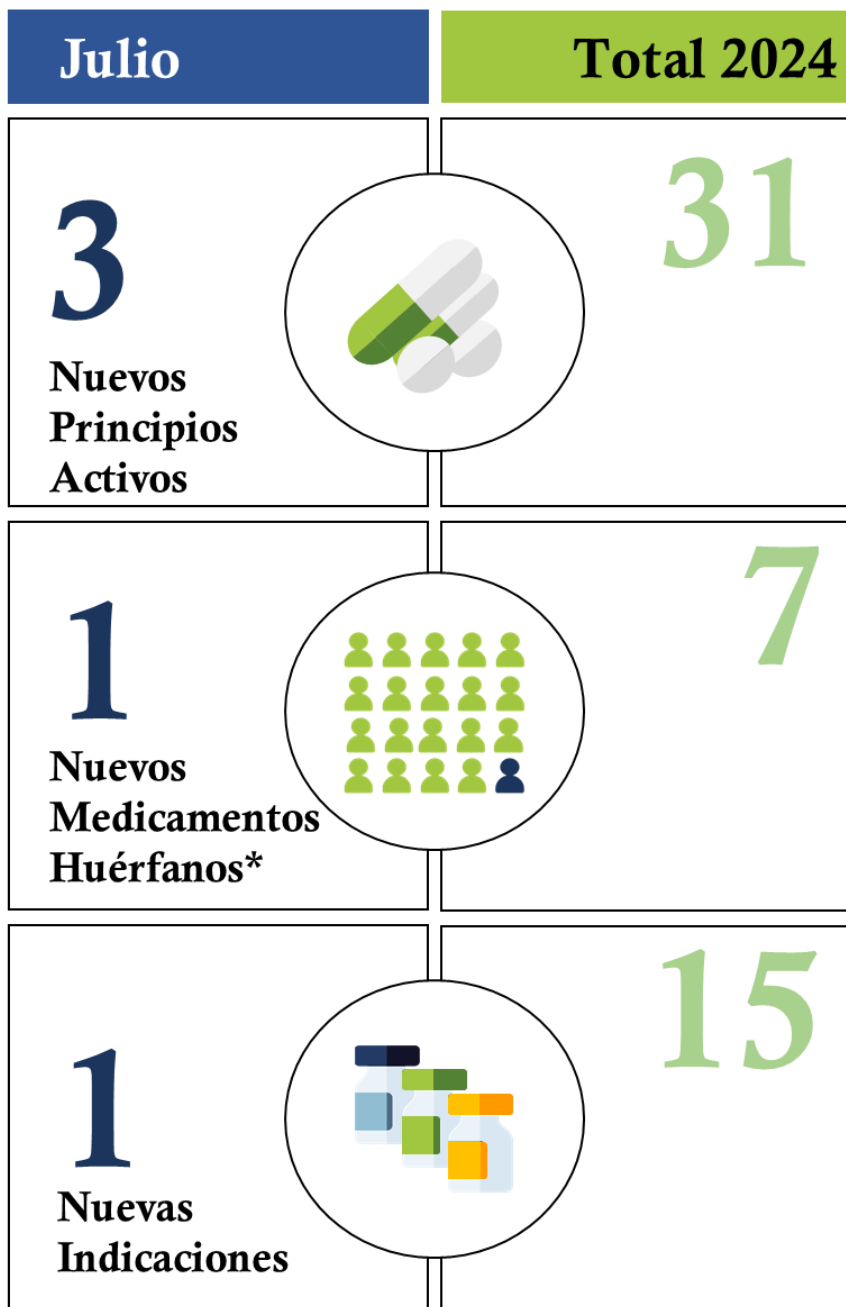 Julio
Total 2024
3
31
Nuevos
Principios
Activos
1
7
Nuevos
Medicamentos
Huérfanos*
1
15
Nuevas
Indicaciones